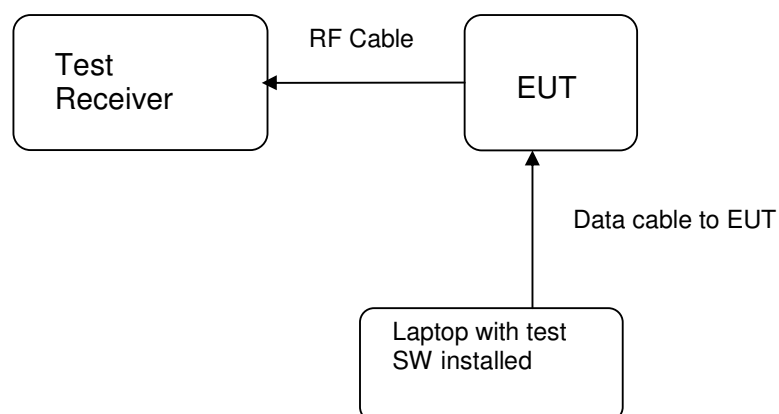 RF Cable
Test
Receiver
EUT
Data cable to EUT
Laptop with test
SW installed